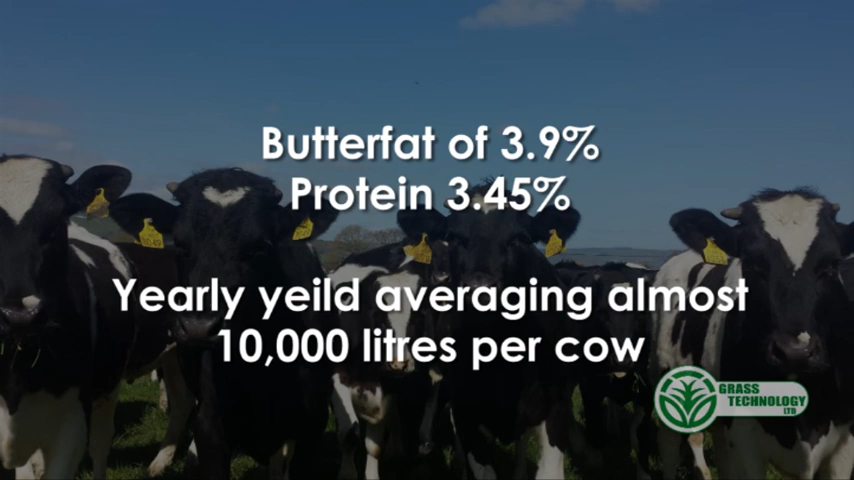 Butterfat of 3.9%
Protein 3.45%
Yearly yeild averaging almost
10,000 litres per cow
GRASS
TECHNOLOGY
LTD